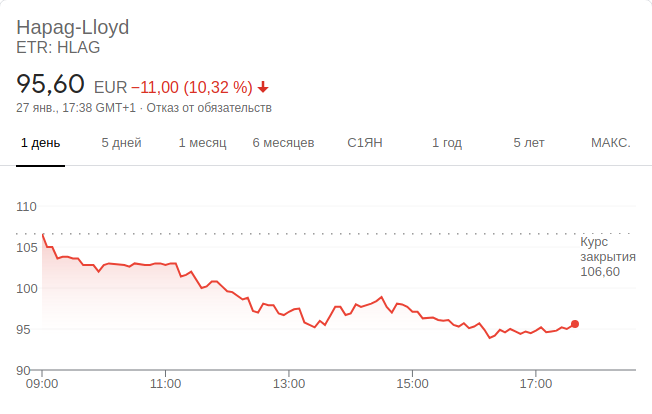 Hapag-Lloyd
ETR: HLAG
95,60 EUR −11,00 (10,32 %)
27 янв., 17:38 GMT+1 · Отказ от обязательств
1 день 5 дней 1 месяц 6 месяцев С1ЯН 1 год 5 лет МАКС.
110
105
100
95
90
Курс
закрытия
106,60
09:00 11:00 13:00 15:00 17:00